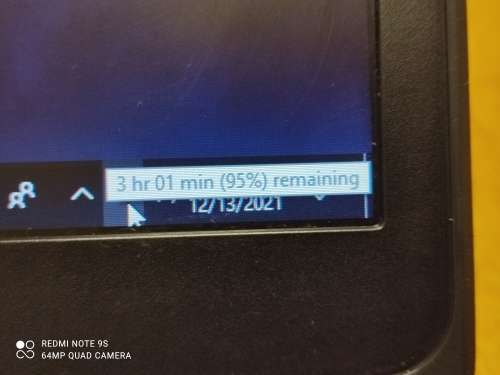 3 hr 01 min (95%) remaining
12/13/2021
REDMI NOTE 9S
64MP QUAD CAMERA